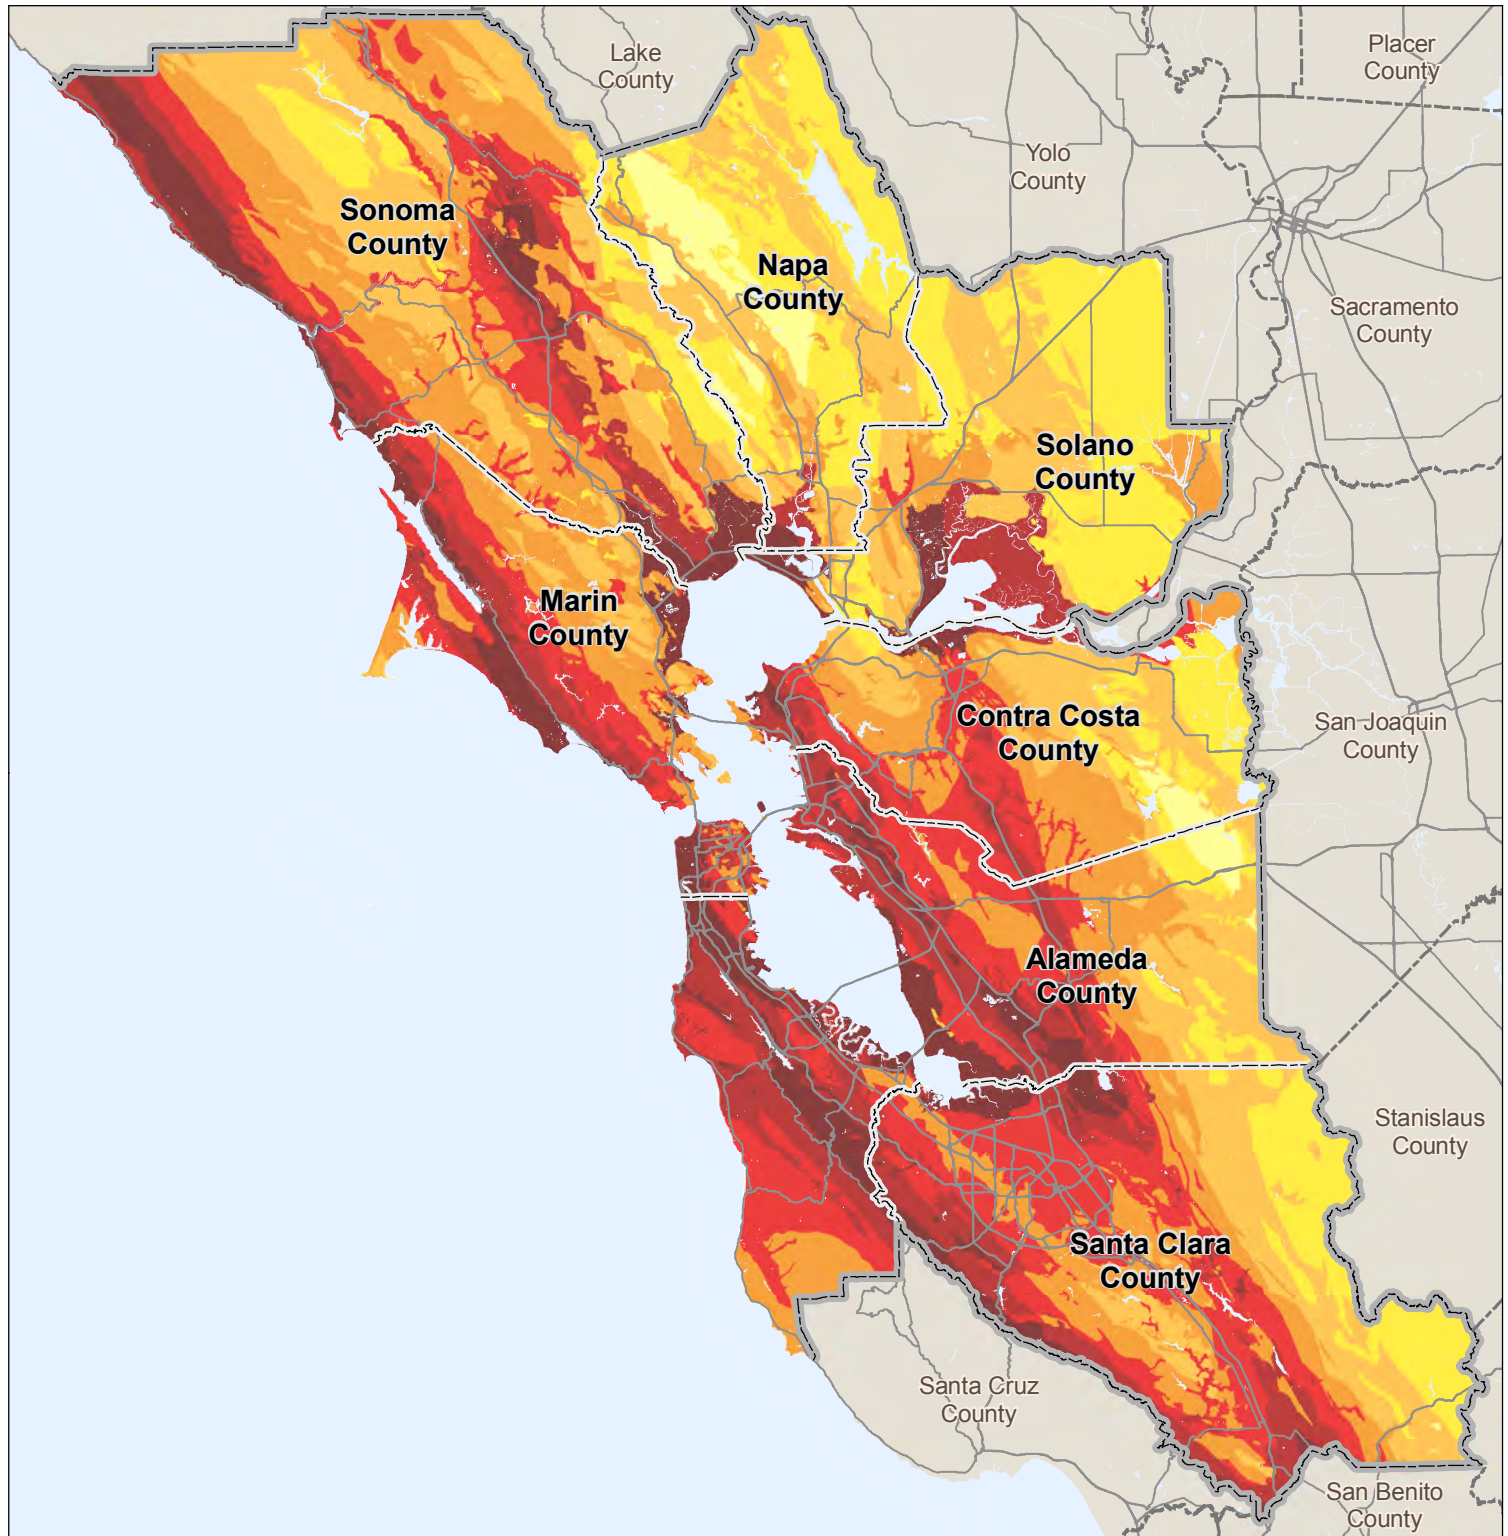 Lake
County
Placer
County
Yolo
County
Sonoma
County
Napa
County
Sacramento
County
Solano
County
Marin
County
Contra Costa
County
San Joaquin
County
Alameda
County
Stanislaus
County
Santa Clara
County
Santa Cruz
County
San Benito
County